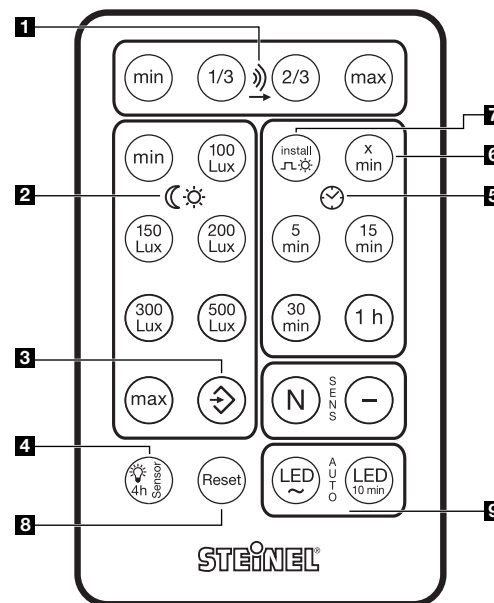 1
min 1/3 2/3 max
7
min 100 Lux install x min
6
2
5
150 Lux 200 Lux 5 min 15 min
300 Lux 500 Lux 30 min 1 h
3
max N SENS –
4
4h Sensor Reset LED ~ AUTO LED 10 min
8
9
STEINEL®